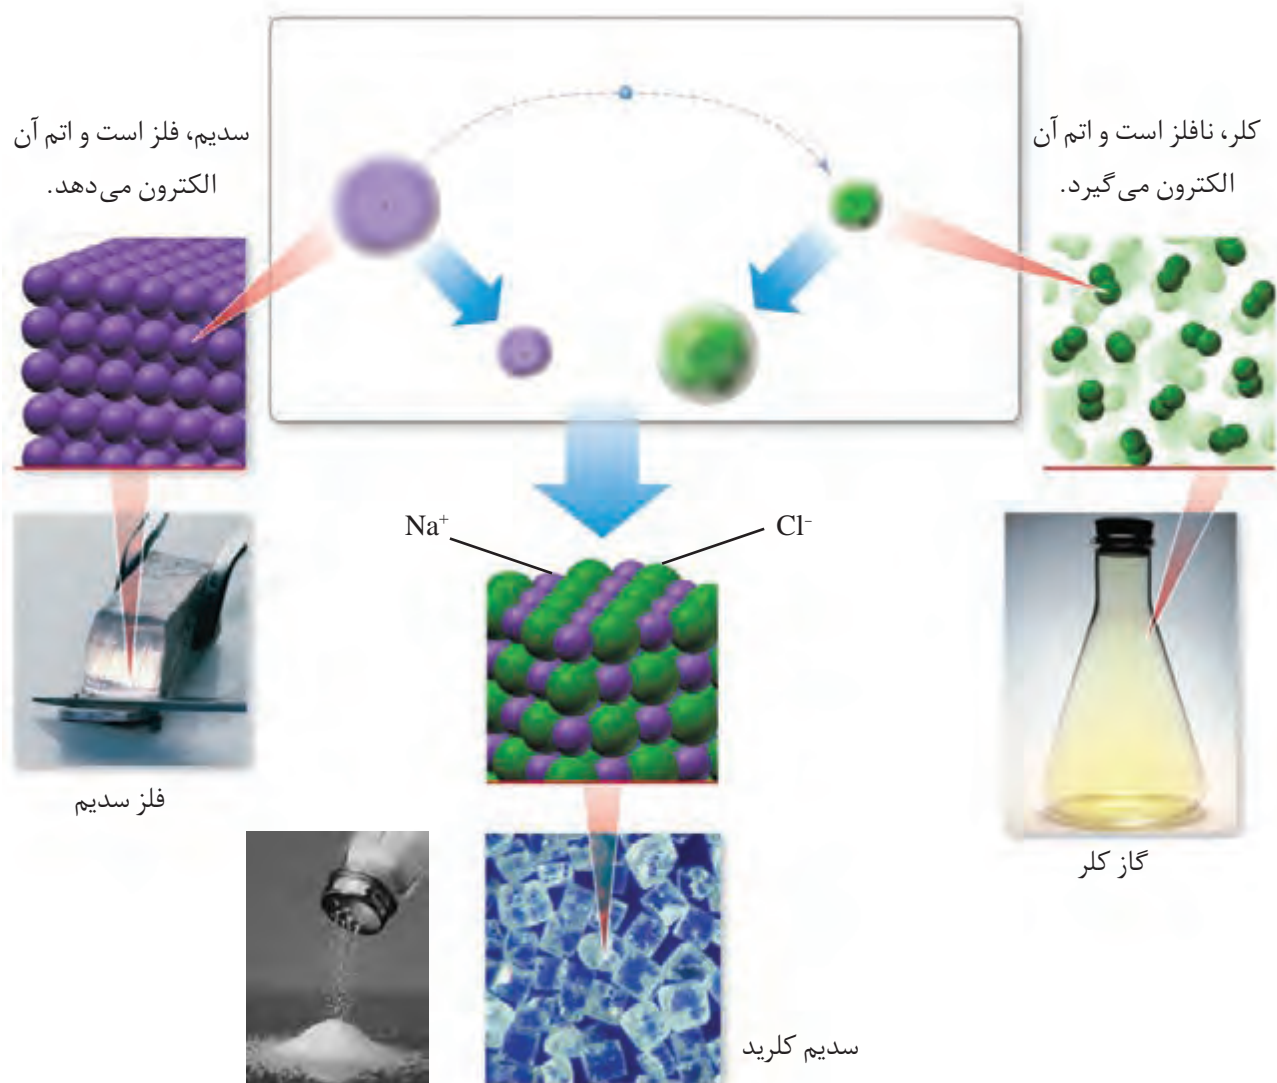 کلر، نافلز است و اتم آن
الکترون می‌گیرد.
سدیم، فلز است و اتم آن
الکترون می‌دهد.
Na⁺
Cl⁻
فلز سدیم
گاز کلر
سدیم کلرید